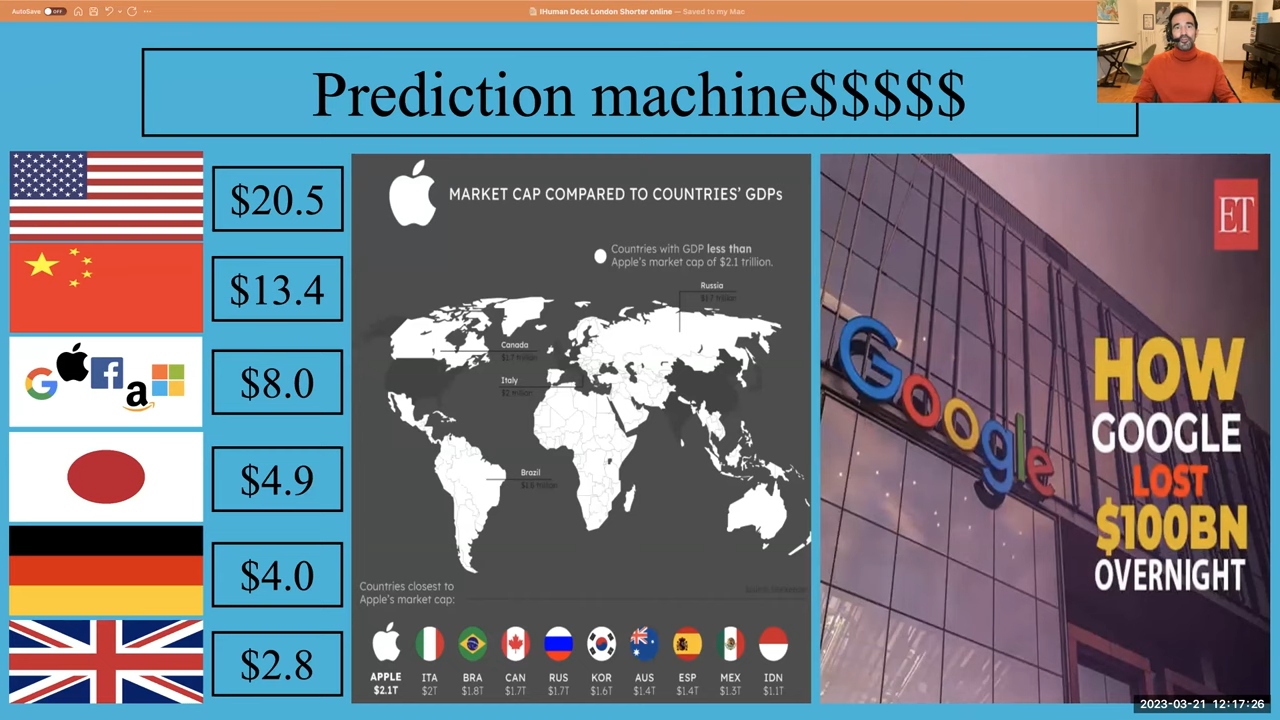 AutoSave OFF
IHuman Deck London Shorter online — Saved to my Mac
Prediction machine$$$$$
$20.5
$13.4
$8.0
$4.9
$4.0
$2.8
MARKET CAP COMPARED TO COUNTRIES' GDPs
Countries with GDP less than
Apple's market cap of $2.1 trillion.
Russia
$1.7 trillion
Canada
$1.7 trillion
Italy
$2 trillion
Brazil
$1.8 trillion
Countries closest to
Apple's market cap:
APPLE ITA BRA CAN RUS KOR AUS ESP MEX IDN
$2.1T $2T $1.8T $1.7T $1.7T $1.6T $1.4T $1.4T $1.3T $1.1T
ET
Google
HOW
GOOGLE
LOST
$100BN
OVERNIGHT
2023-03-21 12:17:26